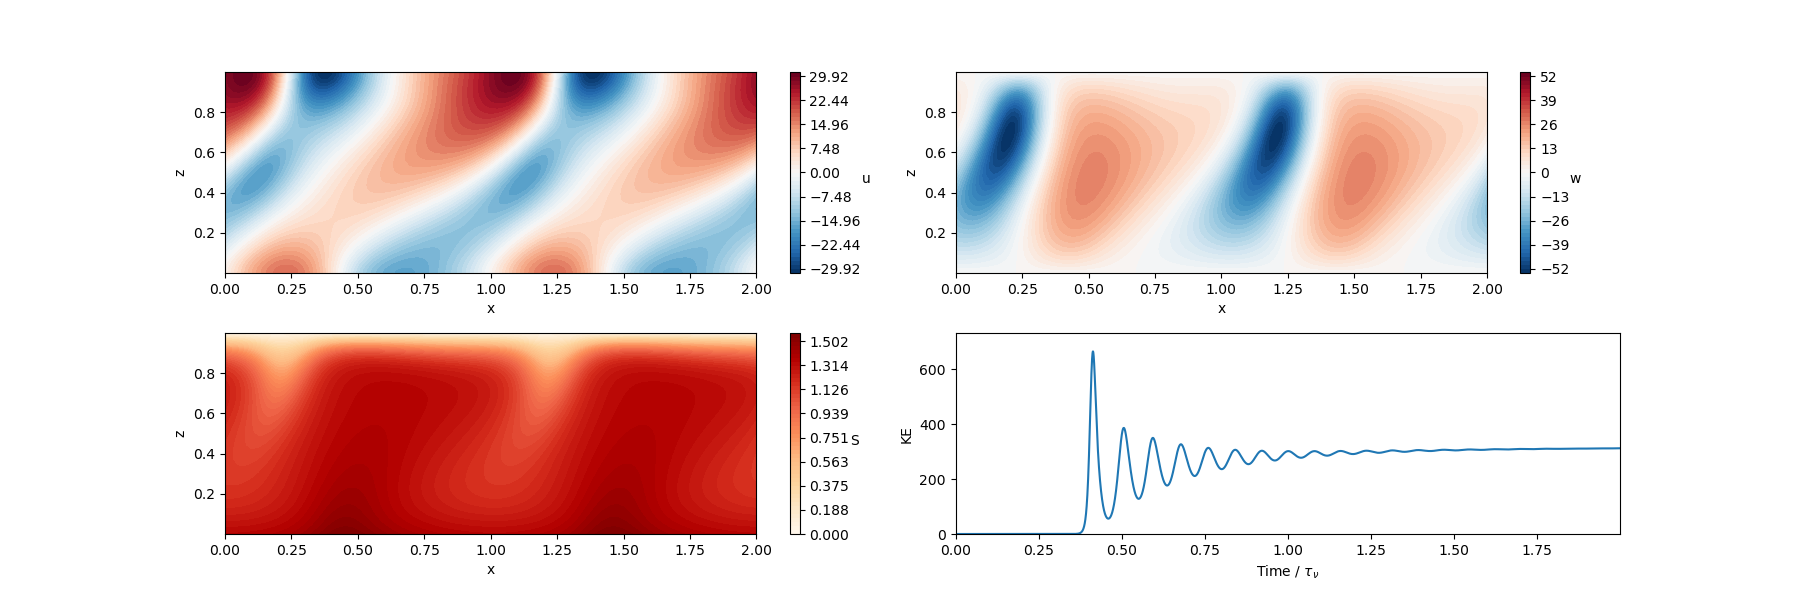 0.8
0.6
0.4
0.2
z
0.00 0.25 0.50 0.75 1.00 1.25 1.50 1.75 2.00
x
29.92
22.44
14.96
7.48
0.00
−7.48
−14.96
−22.44
−29.92
u
0.8
0.6
0.4
0.2
z
0.00 0.25 0.50 0.75 1.00 1.25 1.50 1.75 2.00
x
52
39
26
13
0
−13
−26
−39
−52
w
0.8
0.6
0.4
0.2
z
0.00 0.25 0.50 0.75 1.00 1.25 1.50 1.75 2.00
x
1.502
1.314
1.126
0.939
0.751
0.563
0.375
0.188
0.000
S
600
400
200
0
KE
0.00 0.25 0.50 0.75 1.00 1.25 1.50 1.75
Time / τν